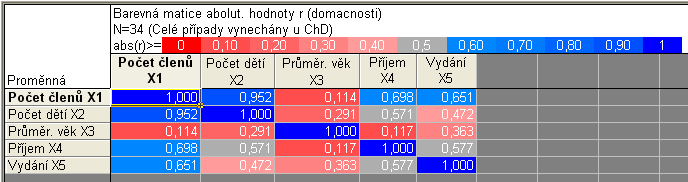 Barevná matice absolut. hodnoty r (domacnosti)
N=34 (Celé případy vynechány u ChD)
abs(r)>= 0 0,10 0,20 0,30 0,40 0,5 0,60 0,70 0,80 0,90 1
Proměnná Počet členů X1 Počet dětí X2 Průměr. věk X3 Příjem X4 Vydání X5
Počet členů X1 1,000 0,952 0,114 0,698 0,651
Počet dětí X2 0,952 1,000 0,291 0,571 0,472
Průměr. věk X3 0,114 0,291 1,000 0,117 0,363
Příjem X4 0,698 0,571 0,117 1,000 0,577
Vydání X5 0,651 0,472 0,363 0,577 1,000